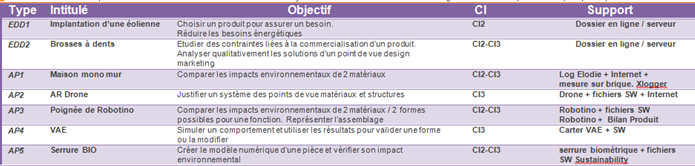 Type Intitulé Objectif CI Support
EDD1 Implantation d'une éolienne Choisir un produit pour assurer un besoin. CI2 Dossier en ligne / serveur
Réduire les besoins énergétiques
EDD2 Brosses à dents Etudier des contraintes liées à la commercialisation d'un produit. CI2-CI3 Dossier en ligne / serveur
Analyser qualitativement les solutions d'un point de vue design
marketing
AP1 Maison mono mur Comparer les impacts environnementaux de 2 matériaux CI2-CI3 Log Elodie + Internet +
mesure sur brique. Xlogger
AP2 AR Drone Justifier un système des points de vue matériaux et structures CI3 Drone + fichiers SW + Internet
AP3 Poignée de Robotino Comparer les impacts environnementaux de 2 matériaux / 2 formes CI2-CI3 Robotino + fichiers SW
possibles pour une fonction. Représenter l'assemblage Robotino + Bilan Produit
AP4 VAE Simuler un comportement et utiliser les résultats pour valider une forme CI3 Carter VAE + SW
ou la modifier
AP5 Serrure BIO Créer le modèle numérique d'une pièce et vérifier son impact CI2-CI3 serrure biométrique + fichiers
environnemental SW Sustainability